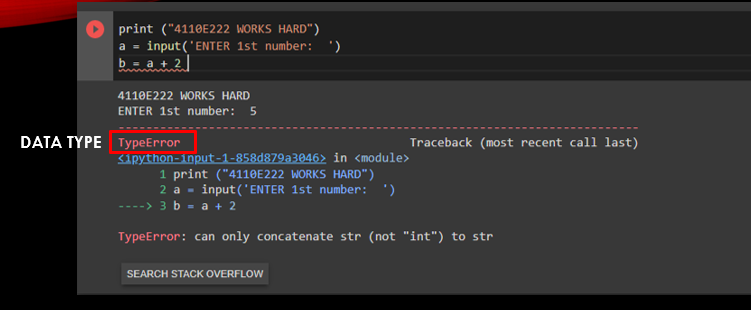 print ("4110E222 WORKS HARD")
a = input('ENTER 1st number:  ')
b = a + 2
4110E222 WORKS HARD
ENTER 1st number:  5
---------------------------------------------------------------------------
DATA TYPE TypeError                                 Traceback (most recent call last)
<ipython-input-1-858d879a3046> in <module>
      1 print ("4110E222 WORKS HARD")
      2 a = input('ENTER 1st number:  ')
----> 3 b = a + 2
TypeError: can only concatenate str (not "int") to str
SEARCH STACK OVERFLOW